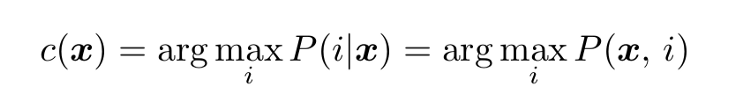 c(𝒙) = arg max_i P(i|𝒙) = arg max_i P(𝒙, i)